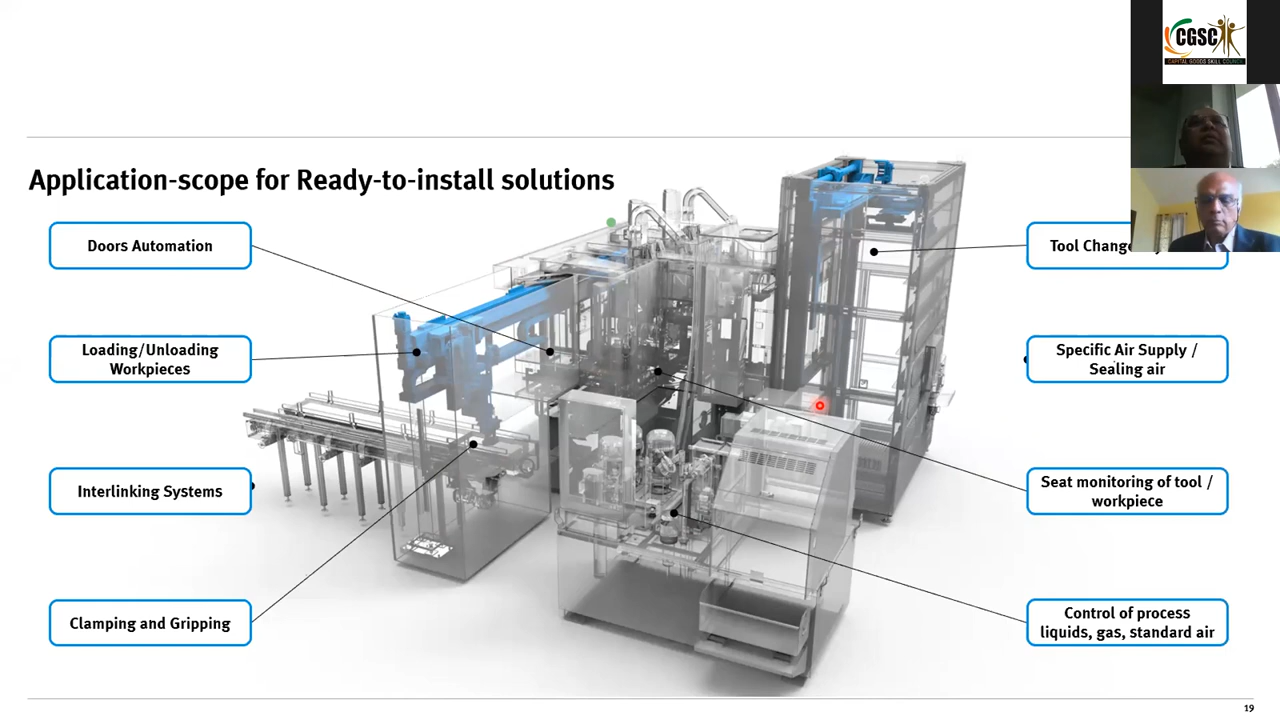 CGSC
CAPITAL GOODS SKILL COUNCIL
Application-scope for Ready-to-install solutions
Doors Automation
Tool Change
Loading/Unloading
Workpieces
Specific Air Supply /
Sealing air
Interlinking Systems
Seat monitoring of tool /
workpiece
Clamping and Gripping
Control of process
liquids, gas, standard air
19